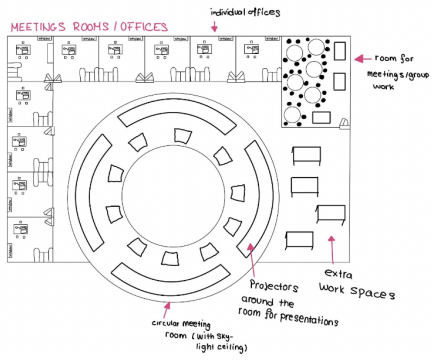 individual offices
MEETINGS ROOMS / OFFICES
room for
meetings/group
work
extra
work spaces
Projectors
around the
room for presentations
circular meeting
room (with sky-
light ceiling)